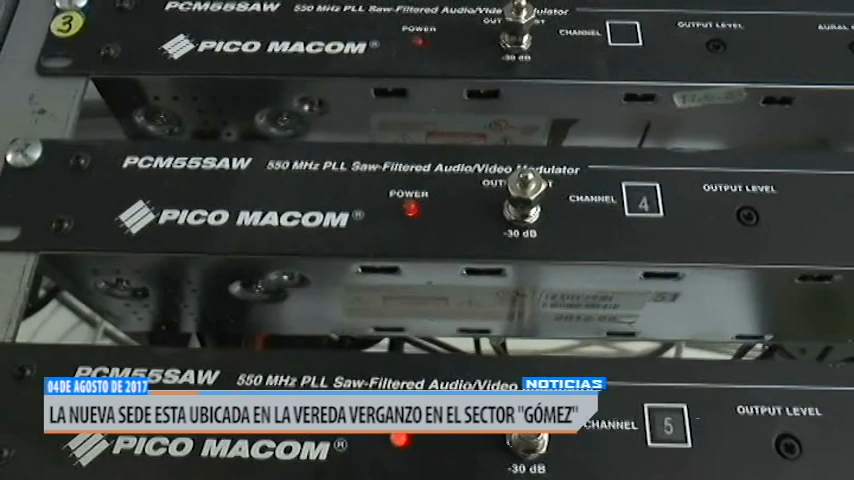 PCM55SAW 550 MHz PLL Saw-Filtered Audio/Video Modulator
3
PICO MACOM®
POWER
-30 dB
CHANNEL
OUTPUT LEVEL
AURAL
PCM55SAW 550 MHz PLL Saw-Filtered Audio/Video Modulator
PICO MACOM®
POWER
-30 dB
CHANNEL 4
OUTPUT LEVEL
PCM55SAW 550 MHz PLL Saw-Filtered Audio/Video
04 DE AGOSTO DE 2017
NOTICIAS
LA NUEVA SEDE ESTA UBICADA EN LA VEREDA VERGANZO EN EL SECTOR "GÓMEZ"
PICO MACOM®
-30 dB
CHANNEL 5
OUTPUT LEVEL